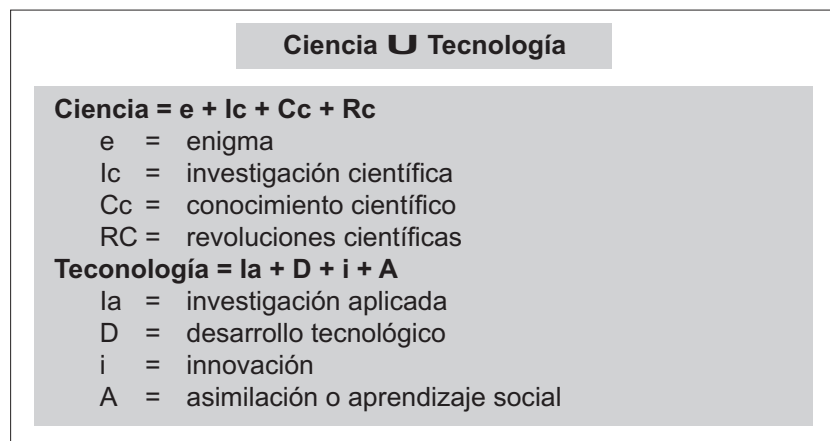 Ciencia U Tecnología
Ciencia = e + Ic + Cc + Rc
e = enigma
Ic = investigación científica
Cc = conocimiento científico
RC = revoluciones científicas
Teconología = Ia + D + i + A
Ia = investigación aplicada
D = desarrollo tecnológico
i = innovación
A = asimilación o aprendizaje social